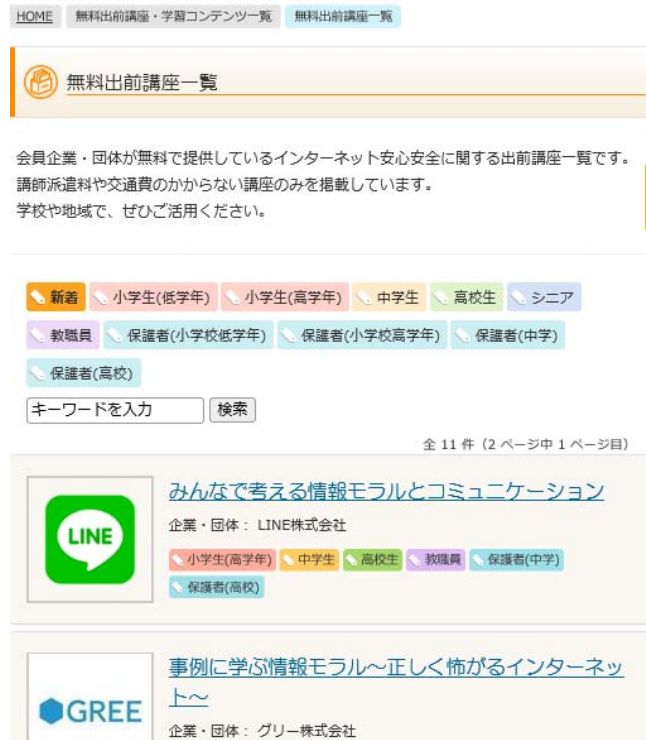 HOME 無料出前講座・学習コンテンツ一覧 無料出前講座一覧
無料出前講座一覧
会員企業・団体が無料で提供しているインターネット安心安全に関する出前講座一覧です。
講師派遣料や交通費のかからない講座のみを掲載しています。
学校や地域で、ぜひご活用ください。
新着 小学生(低学年) 小学生(高学年) 中学生 高校生 シニア
教職員 保護者(小学校低学年) 保護者(小学校高学年) 保護者(中学)
保護者(高校)
キーワードを入力 検索
全 11 件（2 ページ中 1 ページ目）
LINE
みんなで考える情報モラルとコミュニケーション
企業・団体： LINE株式会社
小学生(高学年) 中学生 高校生 教職員 保護者(中学)
保護者(高校)
GREE
事例に学ぶ情報モラル～正しく怖がるインターネッ
ト～
企業・団体： グリー株式会社